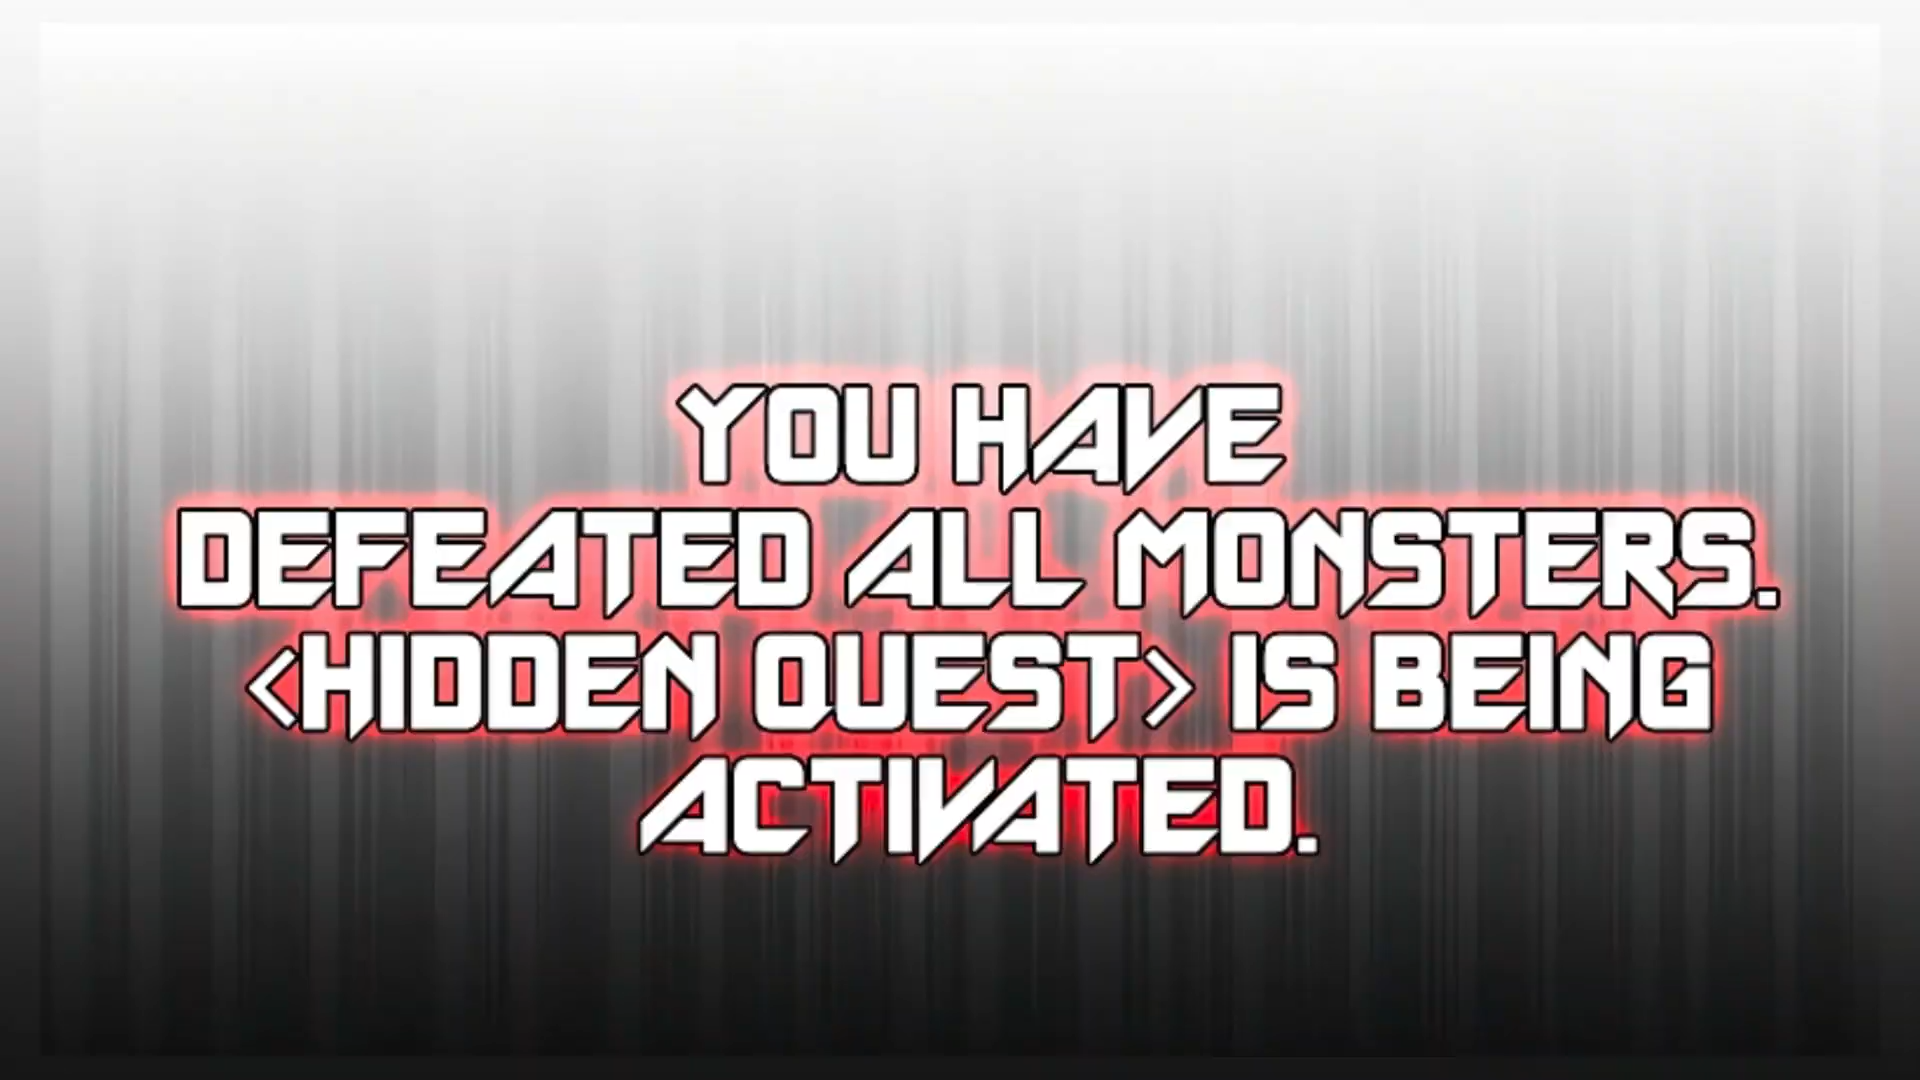 YOU HAVE
DEFEATED ALL MONSTERS.
<HIDDEN QUEST> IS BEING
ACTIVATED.